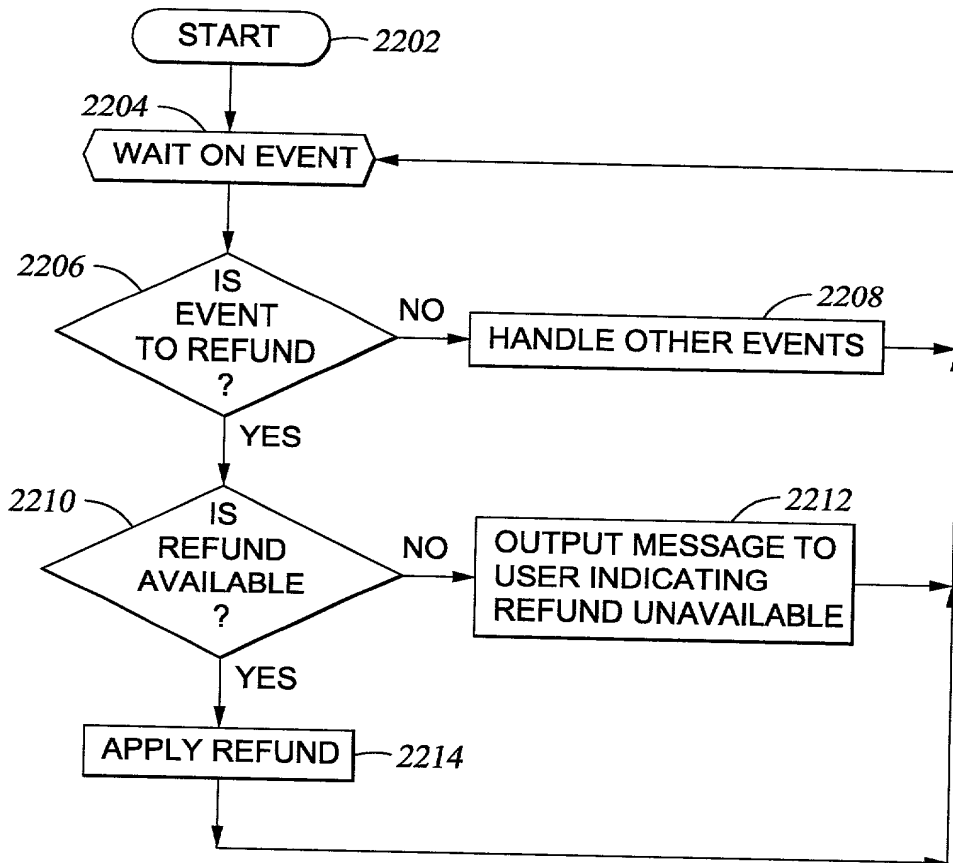 START
2202
2204
WAIT ON EVENT
2206
IS
EVENT
TO REFUND
?
NO
2208
HANDLE OTHER EVENTS
YES
2210
IS
REFUND
AVAILABLE
?
NO
2212
OUTPUT MESSAGE TO
USER INDICATING
REFUND UNAVAILABLE
YES
APPLY REFUND
2214